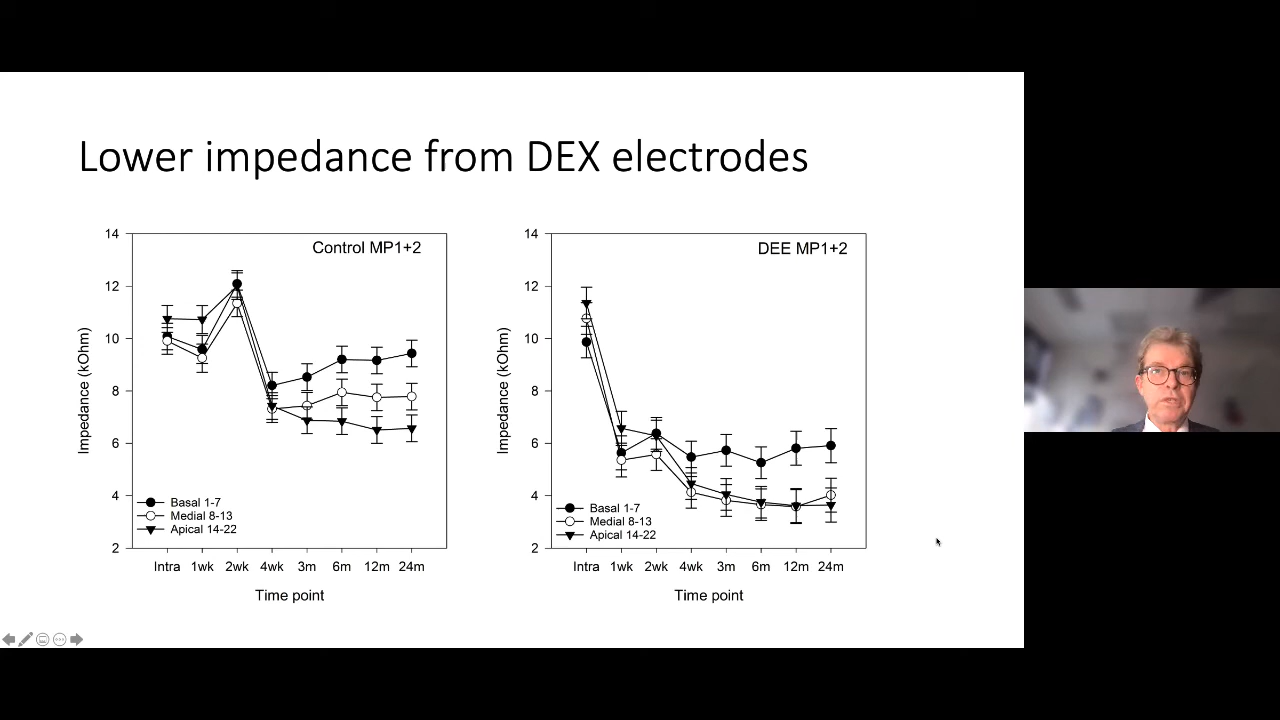 Lower impedance from DEX electrodes
14
12
10
8
6
4
2
Impedance (kOhm)
Control MP1+2
Basal 1-7
Medial 8-13
Apical 14-22
Intra 1wk 2wk 4wk 3m 6m 12m 24m
Time point
14
12
10
8
6
4
2
Impedance (kOhm)
DEE MP1+2
Basal 1-7
Medial 8-13
Apical 14-22
Intra 1wk 2wk 4wk 3m 6m 12m 24m
Time point